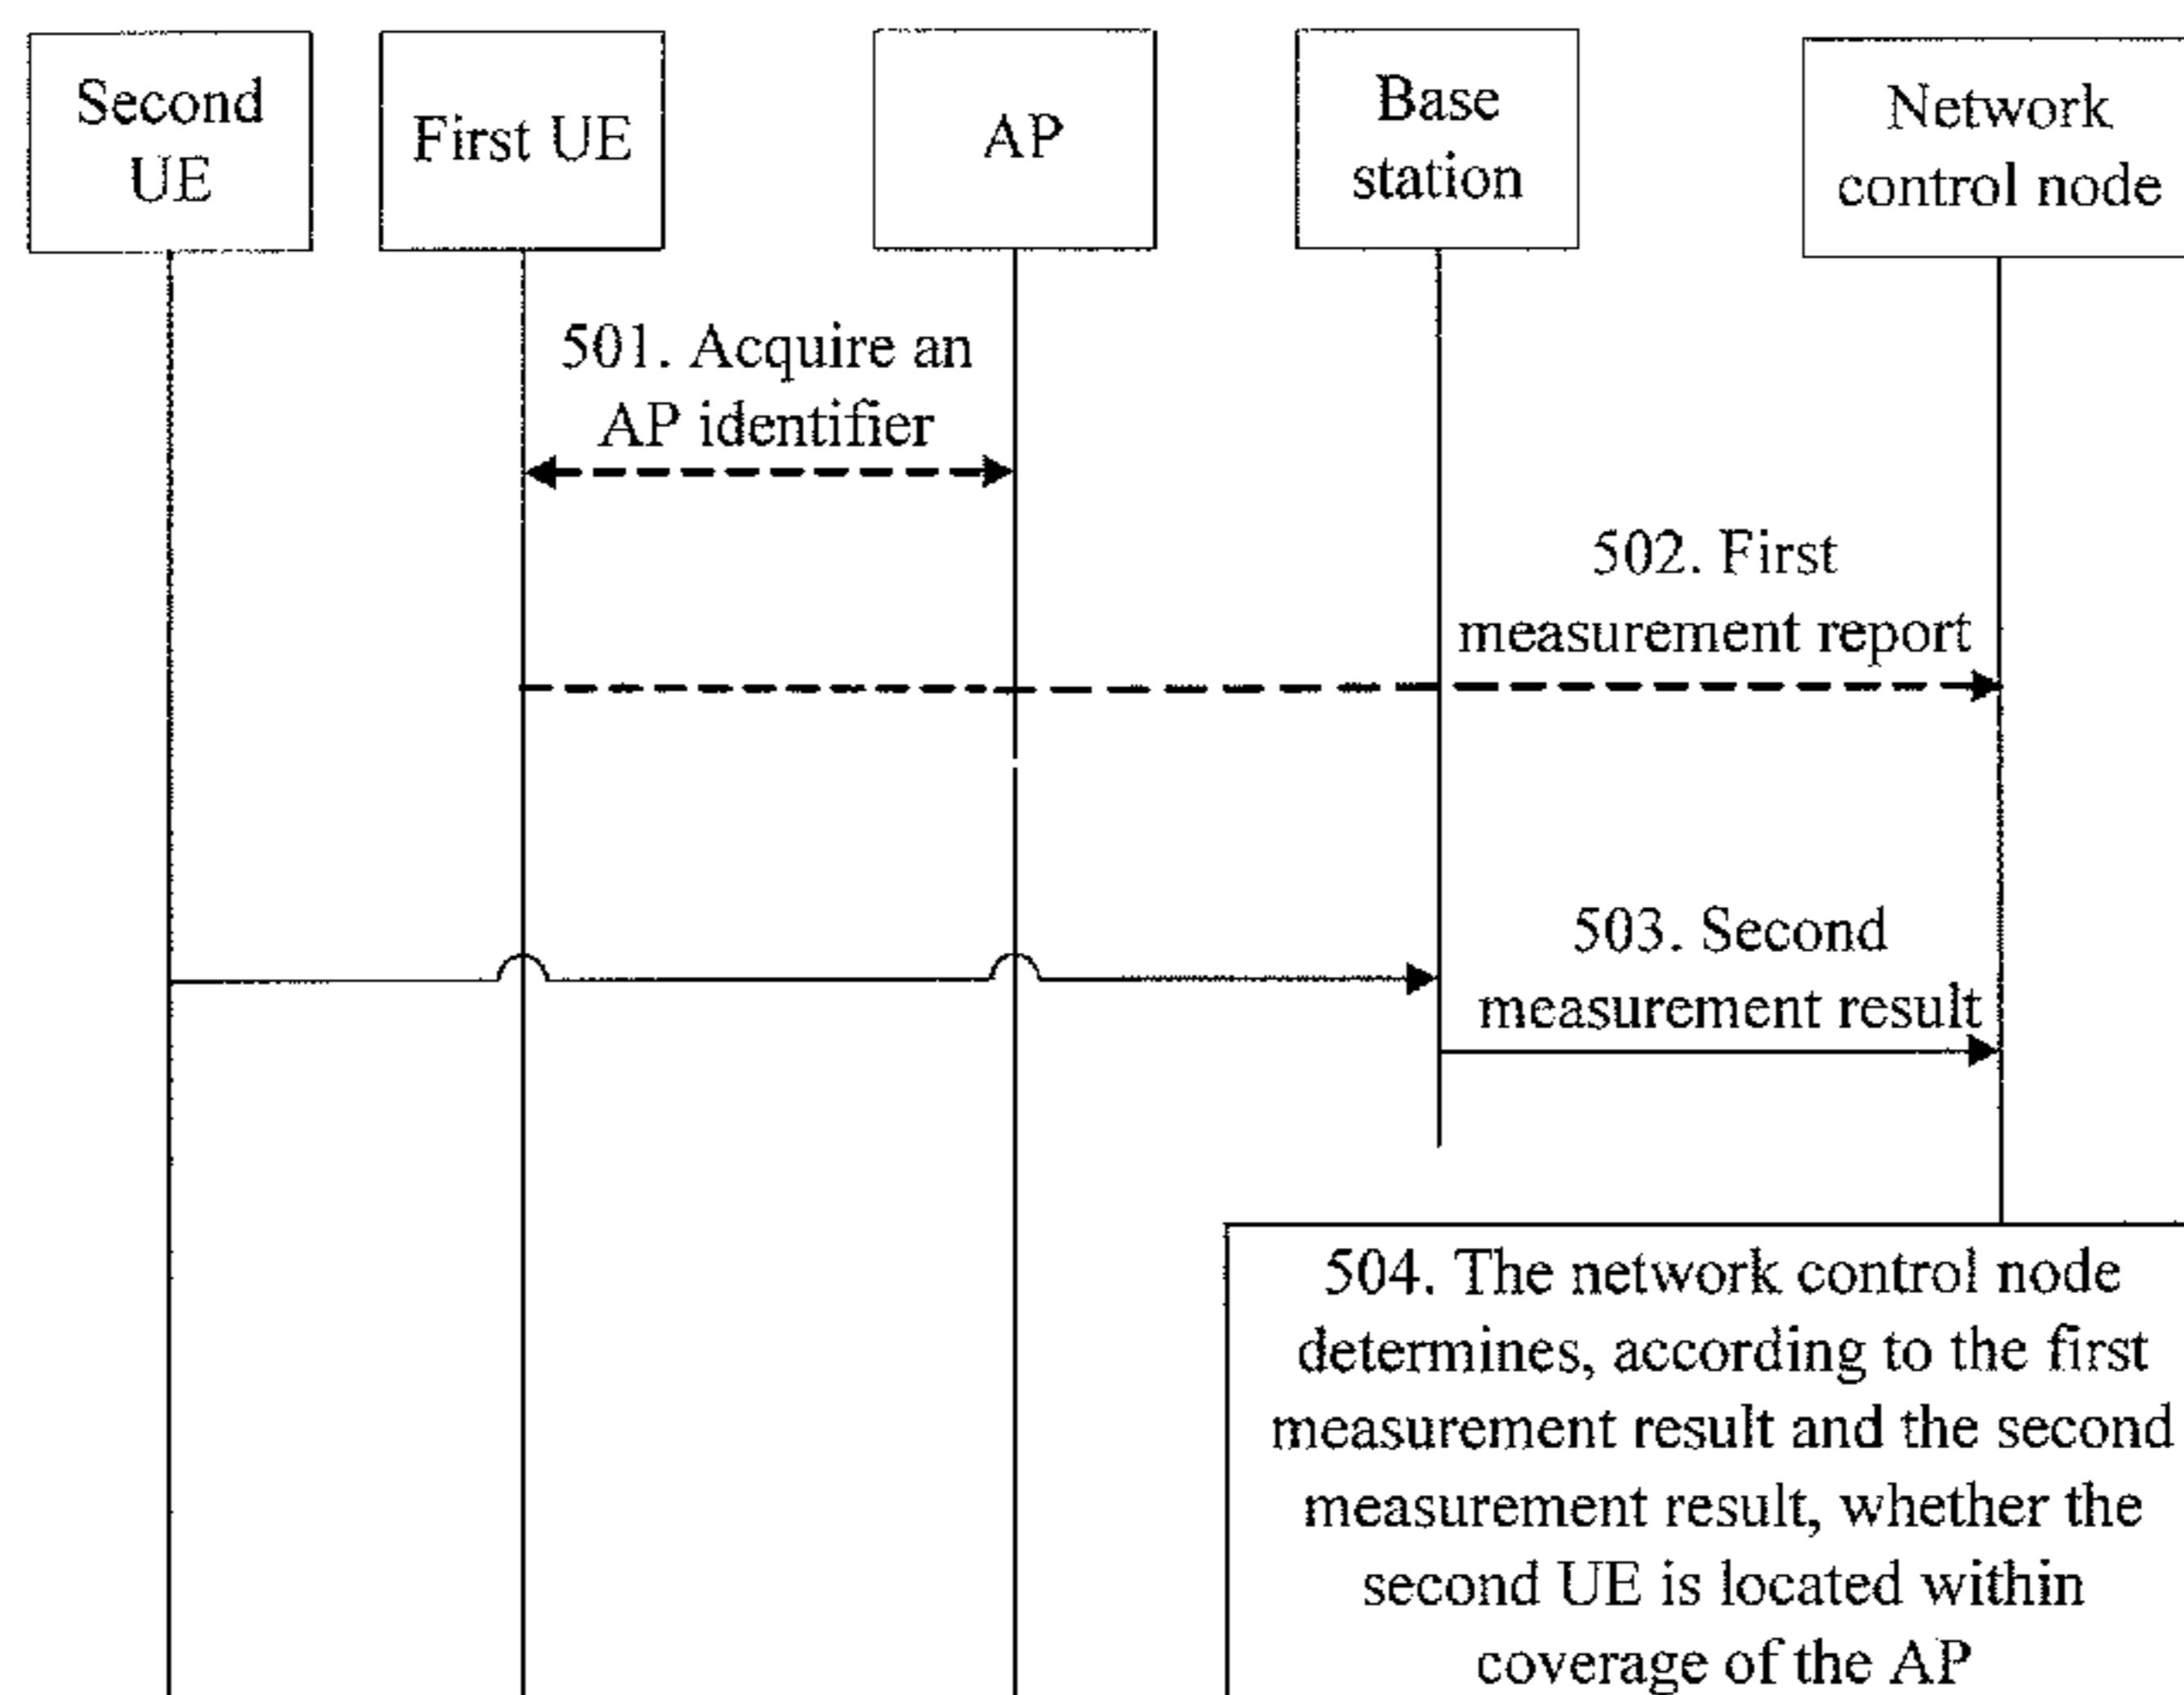 Second
UE
First UE
AP
Base
station
Network
control node
501. Acquire an
AP identifier
502. First
measurement report
503. Second
measurement result
504. The network control node
determines, according to the first
measurement result and the second
measurement result, whether the
second UE is located within
coverage of the AP